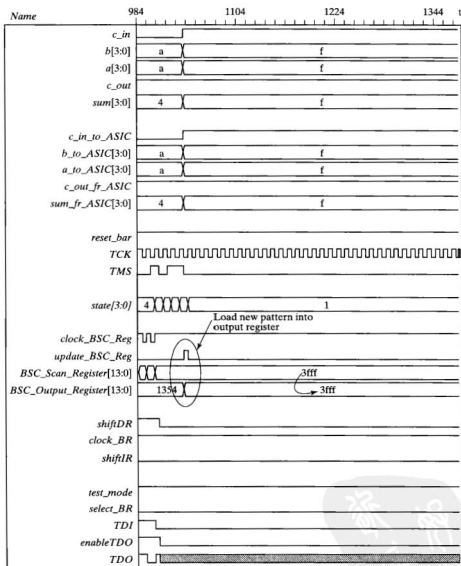 Name
984 1104 1224 1344
c_in
b[3:0] a f
a[3:0] a f
c_out
sum[3:0] 4 f
c_in_to_ASIC
b_to_ASIC[3:0] a f
a_to_ASIC[3:0] a f
c_out_fr_ASIC
sum_fr_ASIC[3:0] 4 f
reset_bar
TCK
TMS
state[3:0] 4 1
Load new pattern into
output register
clock_BSC_Reg
update_BSC_Reg
BSC_Scan_Register[13:0] 3fff
BSC_Output_Register[13:0] 1354 3fff
shiftDR
clock_BR
shiftIR
test_mode
select_BR
TDI
enableTDO
TDO